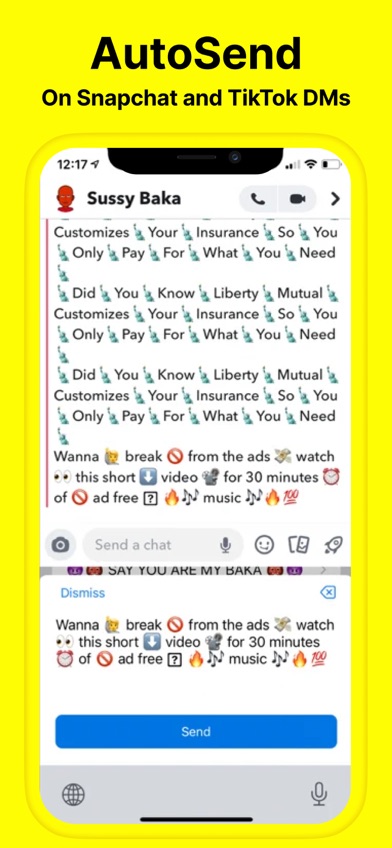 AutoSend
On Snapchat and TikTok DMs
12:17
Sussy Baka
Customizes🗽Your🗽Insurance🗽So🗽You
🗽Only🗽Pay🗽For🗽What🗽You🗽Need
🗽
🗽Did🗽You🗽Know🗽Liberty🗽Mutual🗽
Customizes🗽Your🗽Insurance🗽So🗽You
🗽Only🗽Pay🗽For🗽What🗽You🗽Need
🗽
🗽Did🗽You🗽Know🗽Liberty🗽Mutual🗽
Customizes🗽Your🗽Insurance🗽So🗽You
🗽Only🗽Pay🗽For🗽What🗽You🗽Need
🗽
Wanna 🙋 break 🚫 from the ads 💸 watch
👀 this short ⬇️ video 📽️ for 30 minutes ⏰
of 🚫 ad free ⍰ 🔥🎶 music 🎶🔥💯
Send a chat
😈👹 SAY YOU ARE MY BAKA 👹😈
Dismiss
Wanna 🙋 break 🚫 from the ads 💸 watch
👀 this short ⬇️ video 📽️ for 30 minutes
⏰ of 🚫 ad free ⍰ 🔥🎶 music 🎶🔥💯
Send